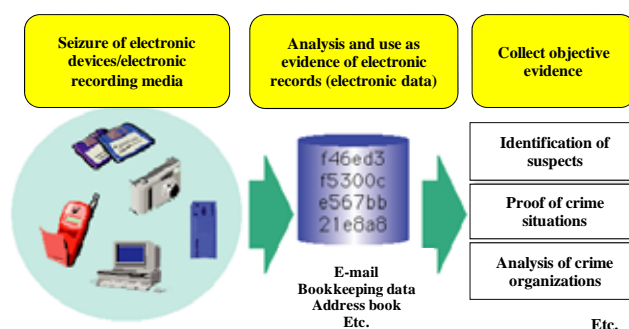 Seizure of electronic
devices/electronic
recording media
Analysis and use as
evidence of electronic
records (electronic data)
Collect objective
evidence
f46ed3
f5300c
e567bb
21e8a8
E-mail
Bookkeeping data
Address book
Etc.
Identification of
suspects
Proof of crime
situations
Analysis of crime
organizations
Etc.